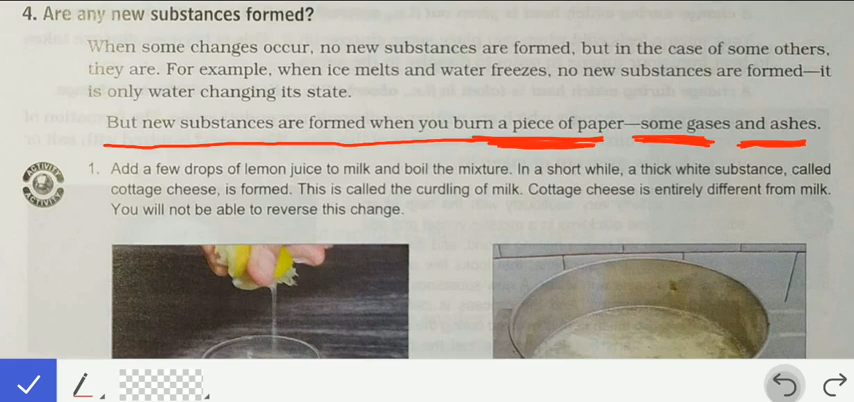 4. Are any new substances formed?
When some changes occur, no new substances are formed, but in the case of some others,
they are. For example, when ice melts and water freezes, no new substances are formed—it
is only water changing its state.
But new substances are formed when you burn a piece of paper—some gases and ashes.
ACTIVITY
ACTIVITY
1. Add a few drops of lemon juice to milk and boil the mixture. In a short while, a thick white substance, called
cottage cheese, is formed. This is called the curdling of milk. Cottage cheese is entirely different from milk.
You will not be able to reverse this change.